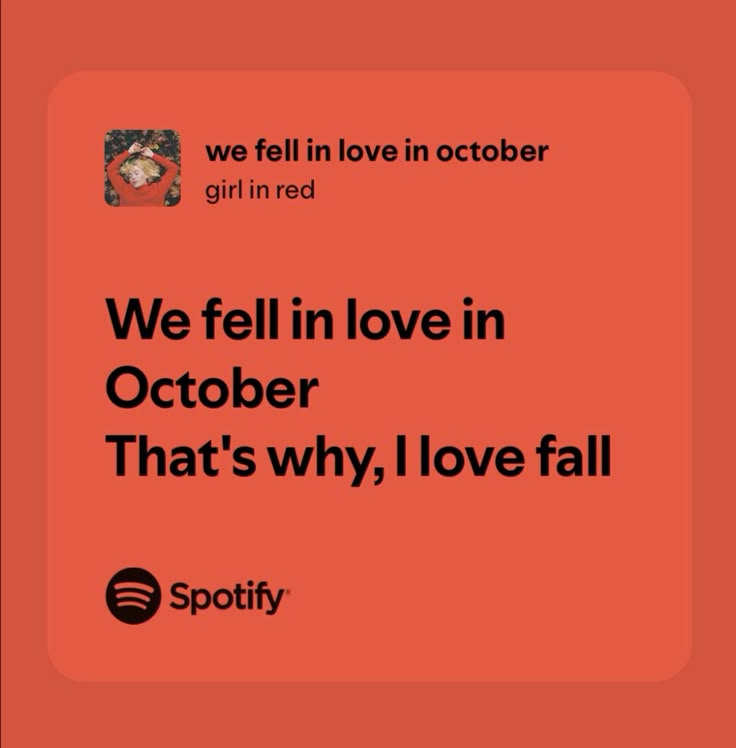 we fell in love in october
girl in red
We fell in love in
October
That's why, I love fall
Spotify®